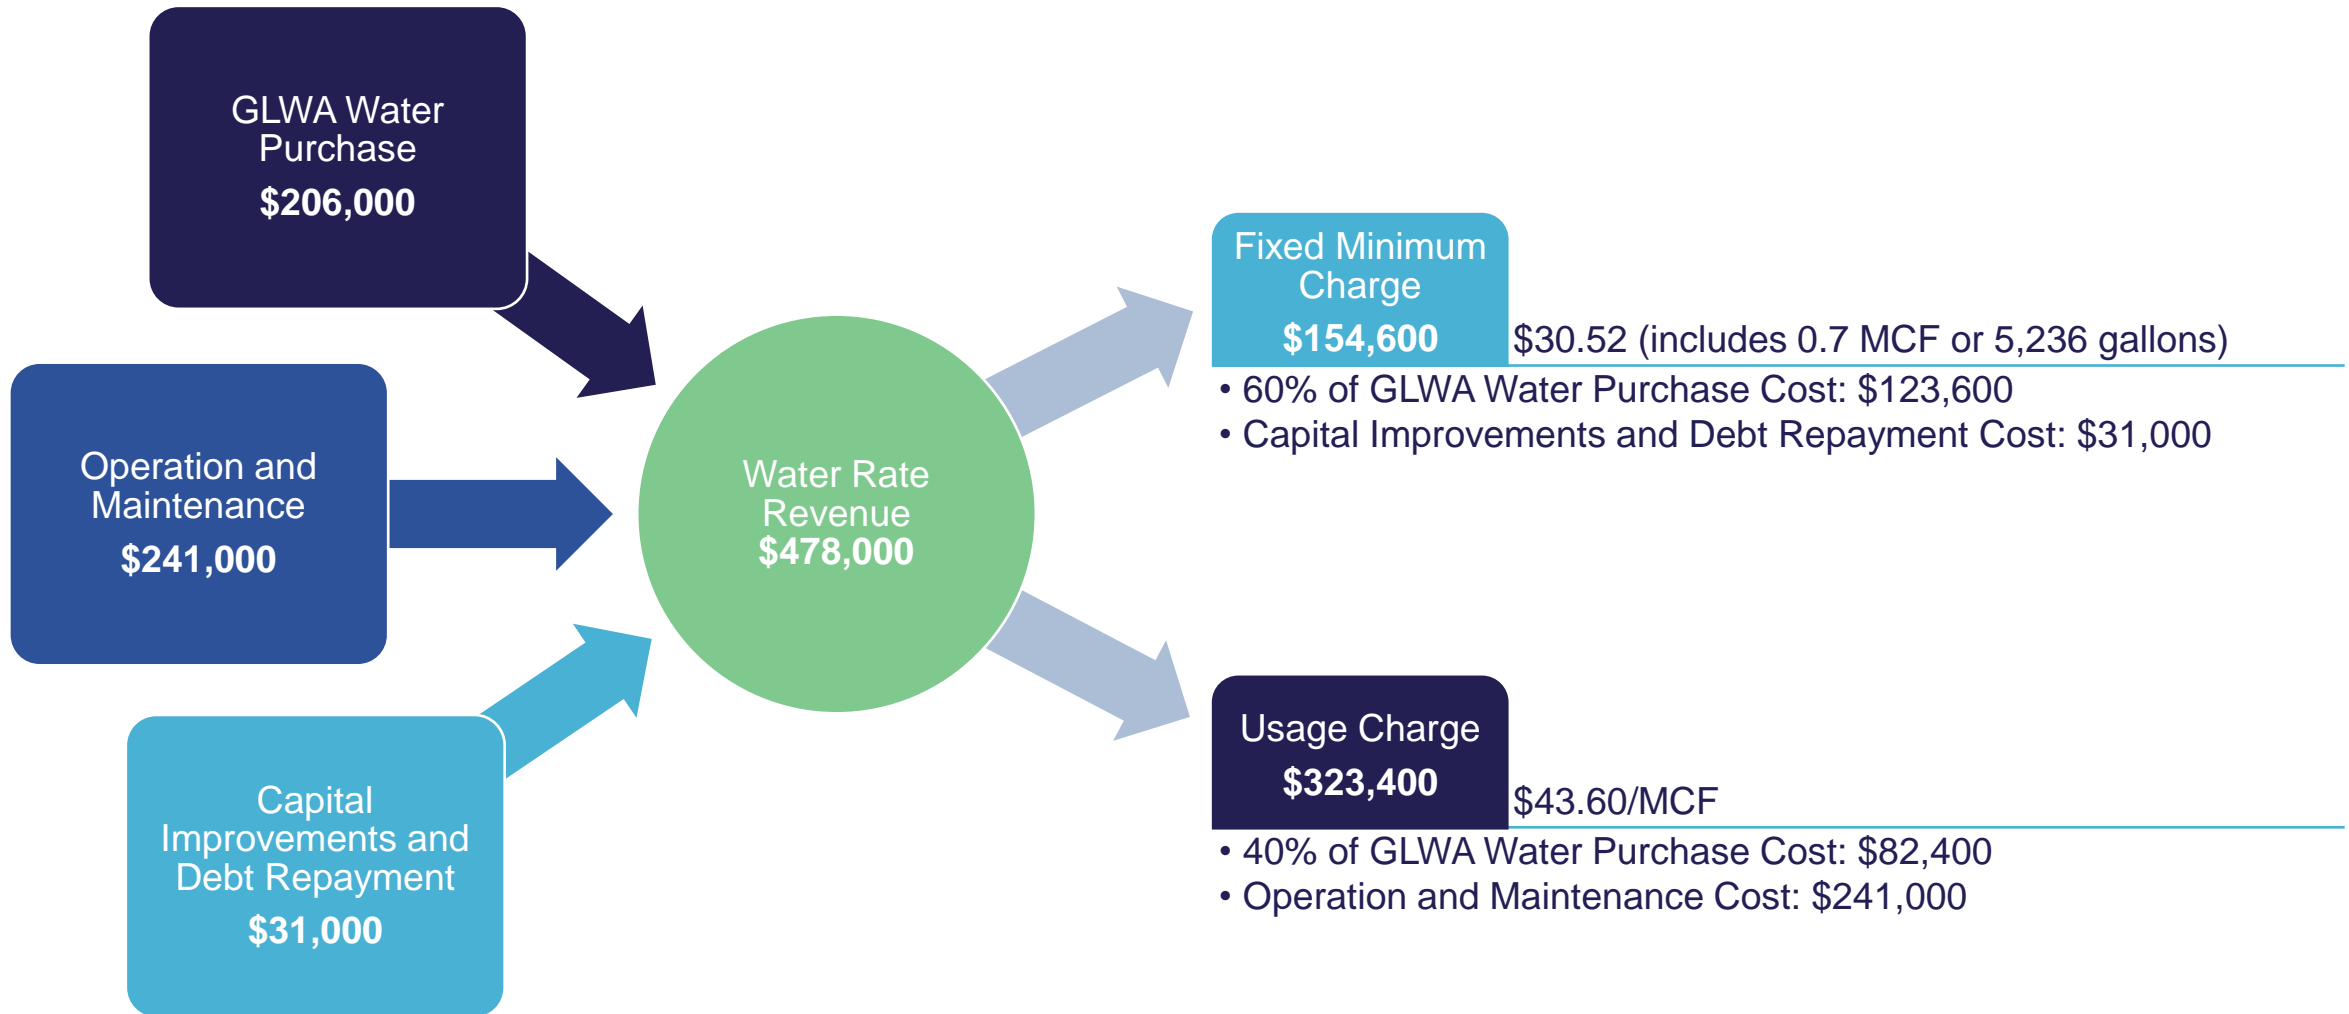 GLWA Water
Purchase
$206,000
Operation and
Maintenance
$241,000
Capital
Improvements and
Debt Repayment
$31,000
Water Rate
Revenue
$478,000
Fixed Minimum
Charge
$154,600
$30.52 (includes 0.7 MCF or 5,236 gallons)
• 60% of GLWA Water Purchase Cost: $123,600
• Capital Improvements and Debt Repayment Cost: $31,000
Usage Charge
$323,400
$43.60/MCF
• 40% of GLWA Water Purchase Cost: $82,400
• Operation and Maintenance Cost: $241,000